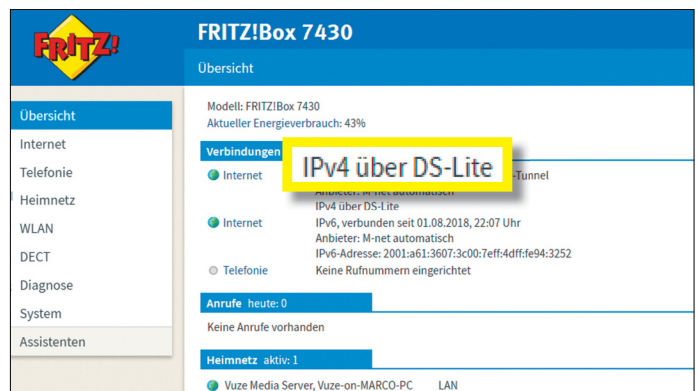 FRITZ!
FRITZ!Box 7430
Übersicht
Übersicht
Internet
Telefonie
Heimnetz
WLAN
DECT
Diagnose
System
Assistenten
Modell: FRITZ!Box 7430
Aktueller Energieverbrauch: 43%
Verbindungen
IPv4 über DS-Lite
Internet -Tunnel
Anbieter: M-net automatisch
IPv4 über DS-Lite
Internet IPv6, verbunden seit 01.08.2018, 22:07 Uhr
Anbieter: M-net automatisch
IPv6-Adresse: 2001:a61:3607:3c00:7eff:4dff:fe94:3252
Telefonie Keine Rufnummern eingerichtet
Anrufe heute: 0
Keine Anrufe vorhanden
Heimnetz aktiv: 1
Vuze Media Server, Vuze-on-MARCO-PC LAN